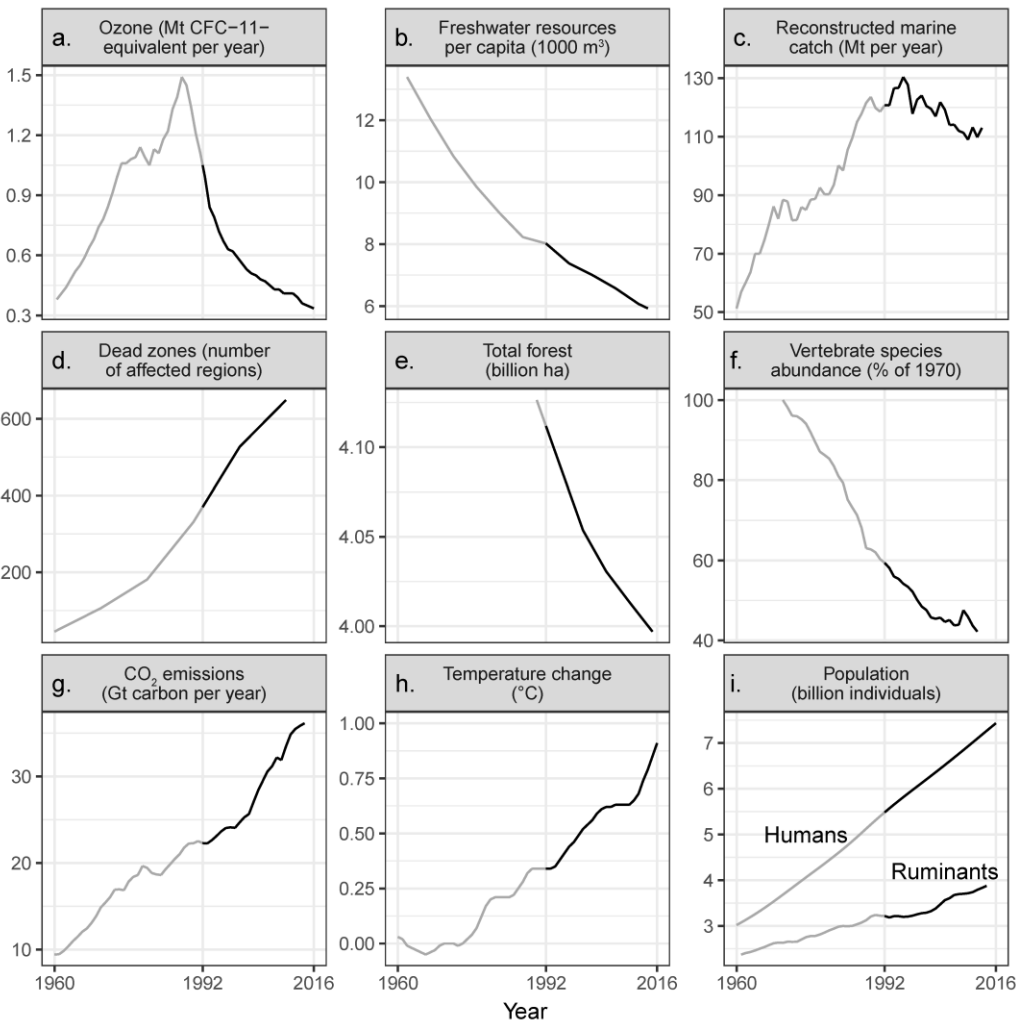 a.
Ozone (Mt CFC−11−
equivalent per year)
1.5
1.2
0.9
0.6
0.3
b.
Freshwater resources
per capita (1000 m³)
12
10
8
6
c.
Reconstructed marine
catch (Mt per year)
130
110
90
70
50
d.
Dead zones (number
of affected regions)
600
400
200
e.
Total forest
(billion ha)
4.10
4.05
4.00
f.
Vertebrate species
abundance (% of 1970)
100
80
60
40
g.
CO₂ emissions
(Gt carbon per year)
30
20
10
1960 1992 2016
h.
Temperature change
(°C)
1.00
0.75
0.50
0.25
0.00
1960 1992 2016
i.
Population
(billion individuals)
7
6
5
4
3
Humans
Ruminants
1960 1992 2016
Year